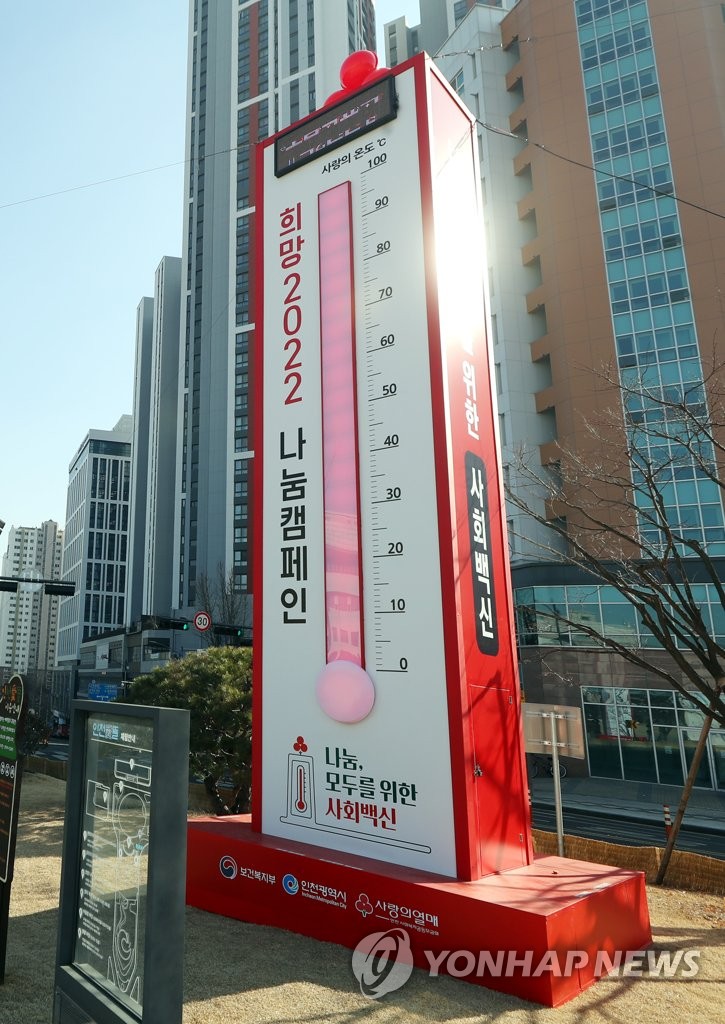 사랑의 온도 ℃
100
90
80
70
60
50
40
30
20
10
0
희망2022 나눔캠페인
나눔,
모두를 위한
사회백신
위한 사회백신
보건복지부
인천광역시
Incheon Metropolitan City
사랑의열매
30
YONHAP NEWS